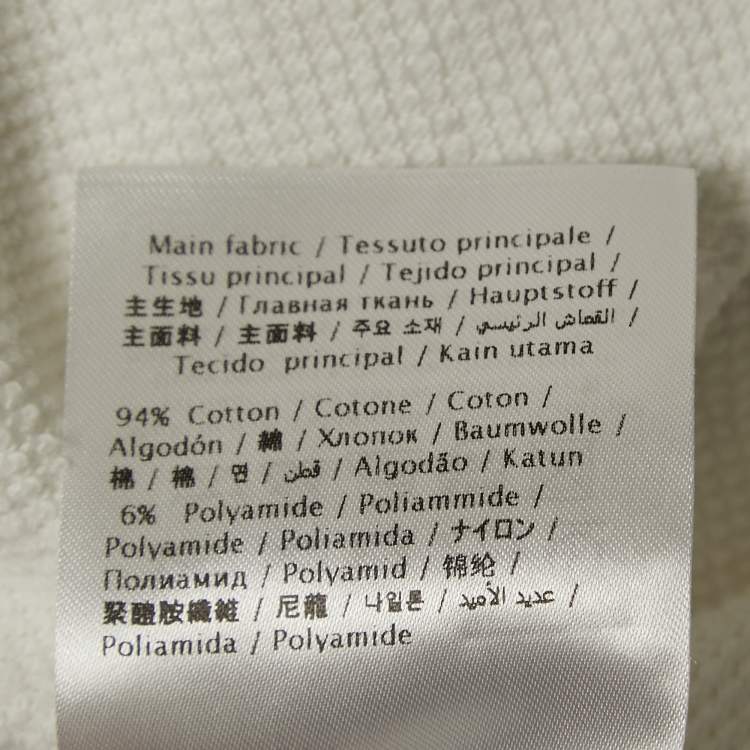 Main fabric / Tessuto principale /
Tissu principal / Tejido principal /
主生地 / Главная ткань / Hauptstoff /
主面料 / 主面料 / 주요 소재 / القماش الرئيسي /
Tecido principal / Kain utama
94% Cotton / Cotone / Coton /
Algodón / 綿 / Хлопок / Baumwolle /
棉 / 棉 / 면 / قطن / Algodão / Katun
6% Polyamide / Poliammide /
Polyamide / Poliamida / ナイロン /
Полиамид / Polyamid / 锦纶 /
聚醯胺纖維 / 尼龍 / 나일론 / عديد الأميد /
Poliamida / Polyamide